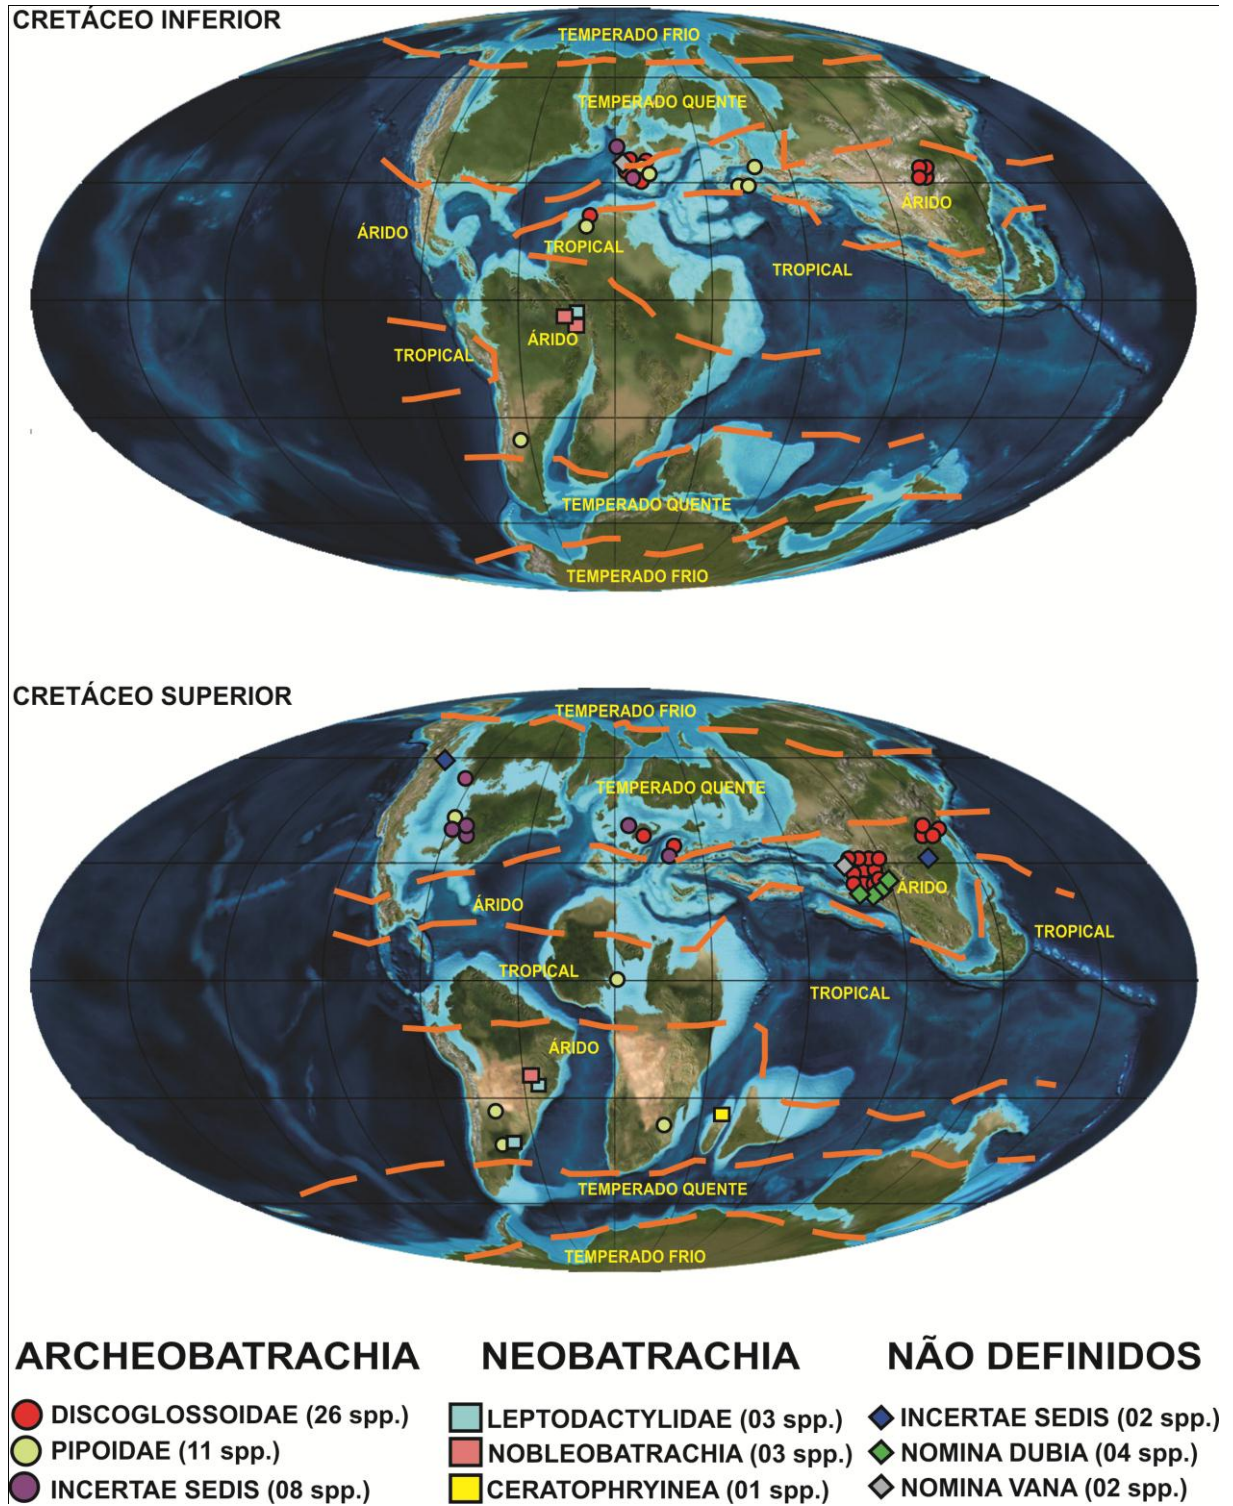 CRETÁCEO INFERIOR
TEMPERADO FRIO
TEMPERADO QUENTE
ÁRIDO
ÁRIDO
TROPICAL
TROPICAL
ÁRIDO
TROPICAL
TEMPERADO QUENTE
TEMPERADO FRIO
CRETÁCEO SUPERIOR
TEMPERADO FRIO
TEMPERADO QUENTE
ÁRIDO
ÁRIDO
TROPICAL
TROPICAL
TROPICAL
ÁRIDO
TEMPERADO QUENTE
TEMPERADO FRIO
ARCHEOBATRACHIA
DISCOGLOSSOIDAE (26 spp.)
PIPOIDAE (11 spp.)
INCERTAE SEDIS (08 spp.)
NEOBATRACHIA
LEPTODACTYLIDAE (03 spp.)
NOBLEOBATRACHIA (03 spp.)
CERATOPHRYINEA (01 spp.)
NÃO DEFINIDOS
INCERTAE SEDIS (02 spp.)
NOMINA DUBIA (04 spp.)
NOMINA VANA (02 spp.)